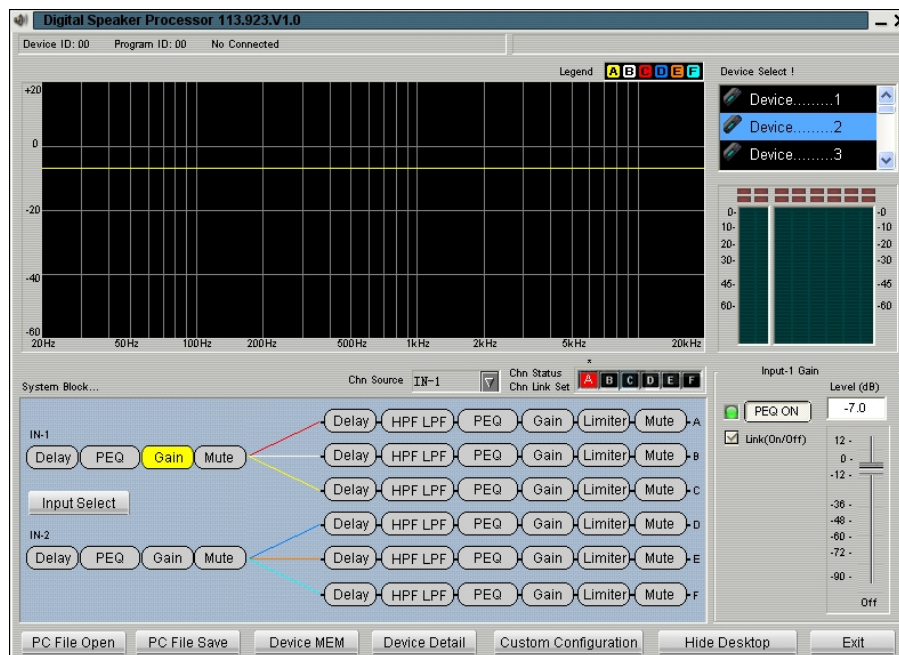 Digital Speaker Processor 113.923.V1.0
Device ID: 00 Program ID: 00 No Connected
Legend A B C D E F
Device Select !
Device.........1
Device.........2
Device.........3
+20
0
-20
-40
-60
20Hz 50Hz 100Hz 200Hz 500Hz 1kHz 2kHz 5kHz 20kHz
0- -0
10- -10
20- -20
30- -30
45- -45
60- -60
System Block...
Chn Source IN-1
Chn Status
Chn Link Set
*
A B C D E F
IN-1
Delay PEQ Gain Mute
Input Select
IN-2
Delay PEQ Gain Mute
Delay HPF LPF PEQ Gain Limiter Mute A
Delay HPF LPF PEQ Gain Limiter Mute B
Delay HPF LPF PEQ Gain Limiter Mute C
Delay HPF LPF PEQ Gain Limiter Mute D
Delay HPF LPF PEQ Gain Limiter Mute E
Delay HPF LPF PEQ Gain Limiter Mute F
Input-1 Gain
Level (dB)
PEQ ON -7.0
Link(On/Off)
12 -
0 -
-12 -
-36 -
-48 -
-60 -
-72 -
-90 -
Off
PC File Open PC File Save Device MEM Device Detail Custom Configuration Hide Desktop Exit